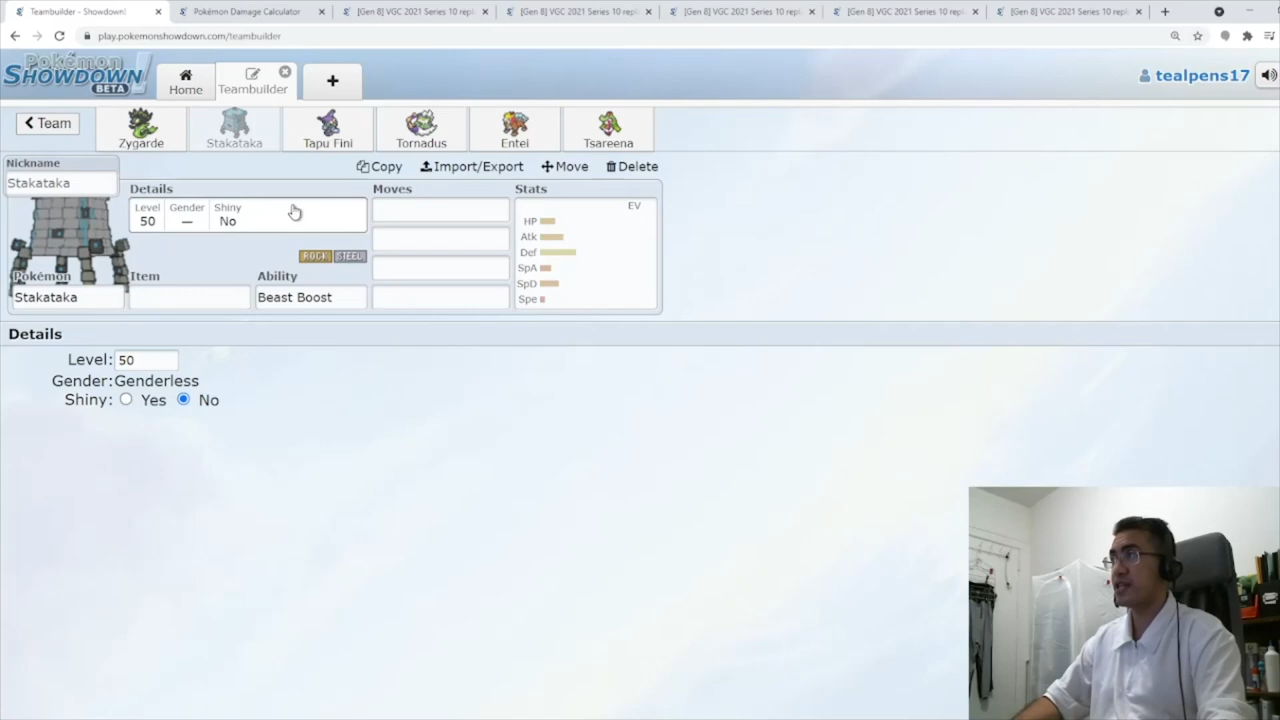 Teambuilder - Showdown!
Pokémon Damage Calculator
[Gen 8] VGC 2021 Series 10 repl
[Gen 8] VGC 2021 Series 10 repl
[Gen 8] VGC 2021 Series 10 repl
[Gen 8] VGC 2021 Series 10 repl
[Gen 8] VGC 2021 Series 10 repl
play.pokemonshowdown.com/teambuilder
Pokémon
SHOWDOWN!
BETA
Home
Teambuilder
tealpens17
Team
Zygarde
Stakataka
Tapu Fini
Tornadus
Entei
Tsareena
Nickname
Stakataka
Copy
Import/Export
Move
Delete
Details
Moves
Stats
Level
Gender
Shiny
50
—
No
EV
HP
Atk
Def
SpA
SpD
Spe
ROCK
STEEL
Pokémon
Item
Ability
Stakataka
Beast Boost
Details
Level: 50
Gender: Genderless
Shiny: Yes No